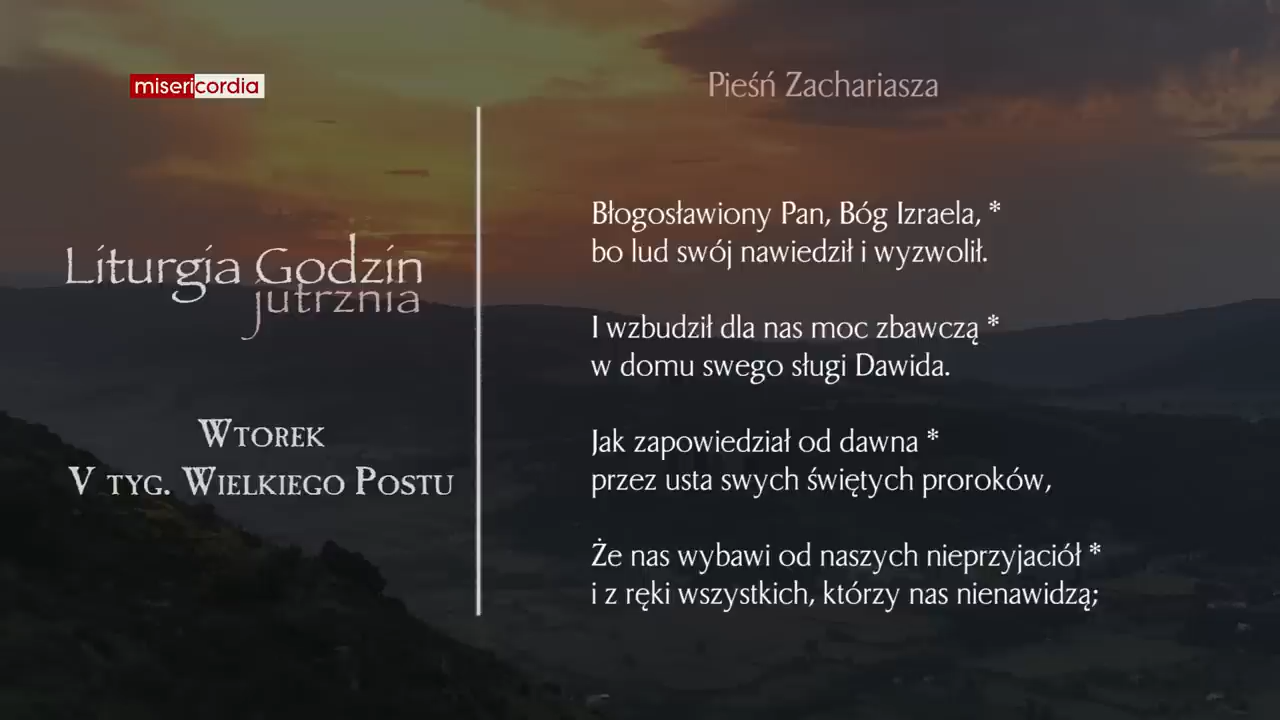 misericordia
Liturgia Godzin
jutrznia
Wtorek
V tyg. Wielkiego Postu
Pieśń Zachariasza
Błogosławiony Pan, Bóg Izraela, *
bo lud swój nawiedził i wyzwolił.
I wzbudził dla nas moc zbawczą *
w domu swego sługi Dawida.
Jak zapowiedział od dawna *
przez usta swych świętych proroków,
Że nas wybawi od naszych nieprzyjaciół *
i z ręki wszystkich, którzy nas nienawidzą;